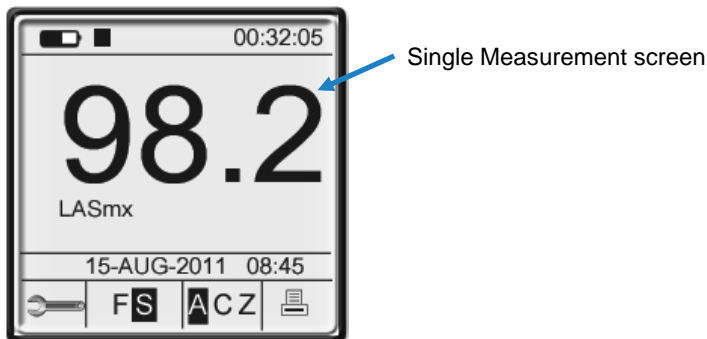 00:32:05
Single Measurement screen
98.2
LASmx
15-AUG-2011 08:45
F S A C Z